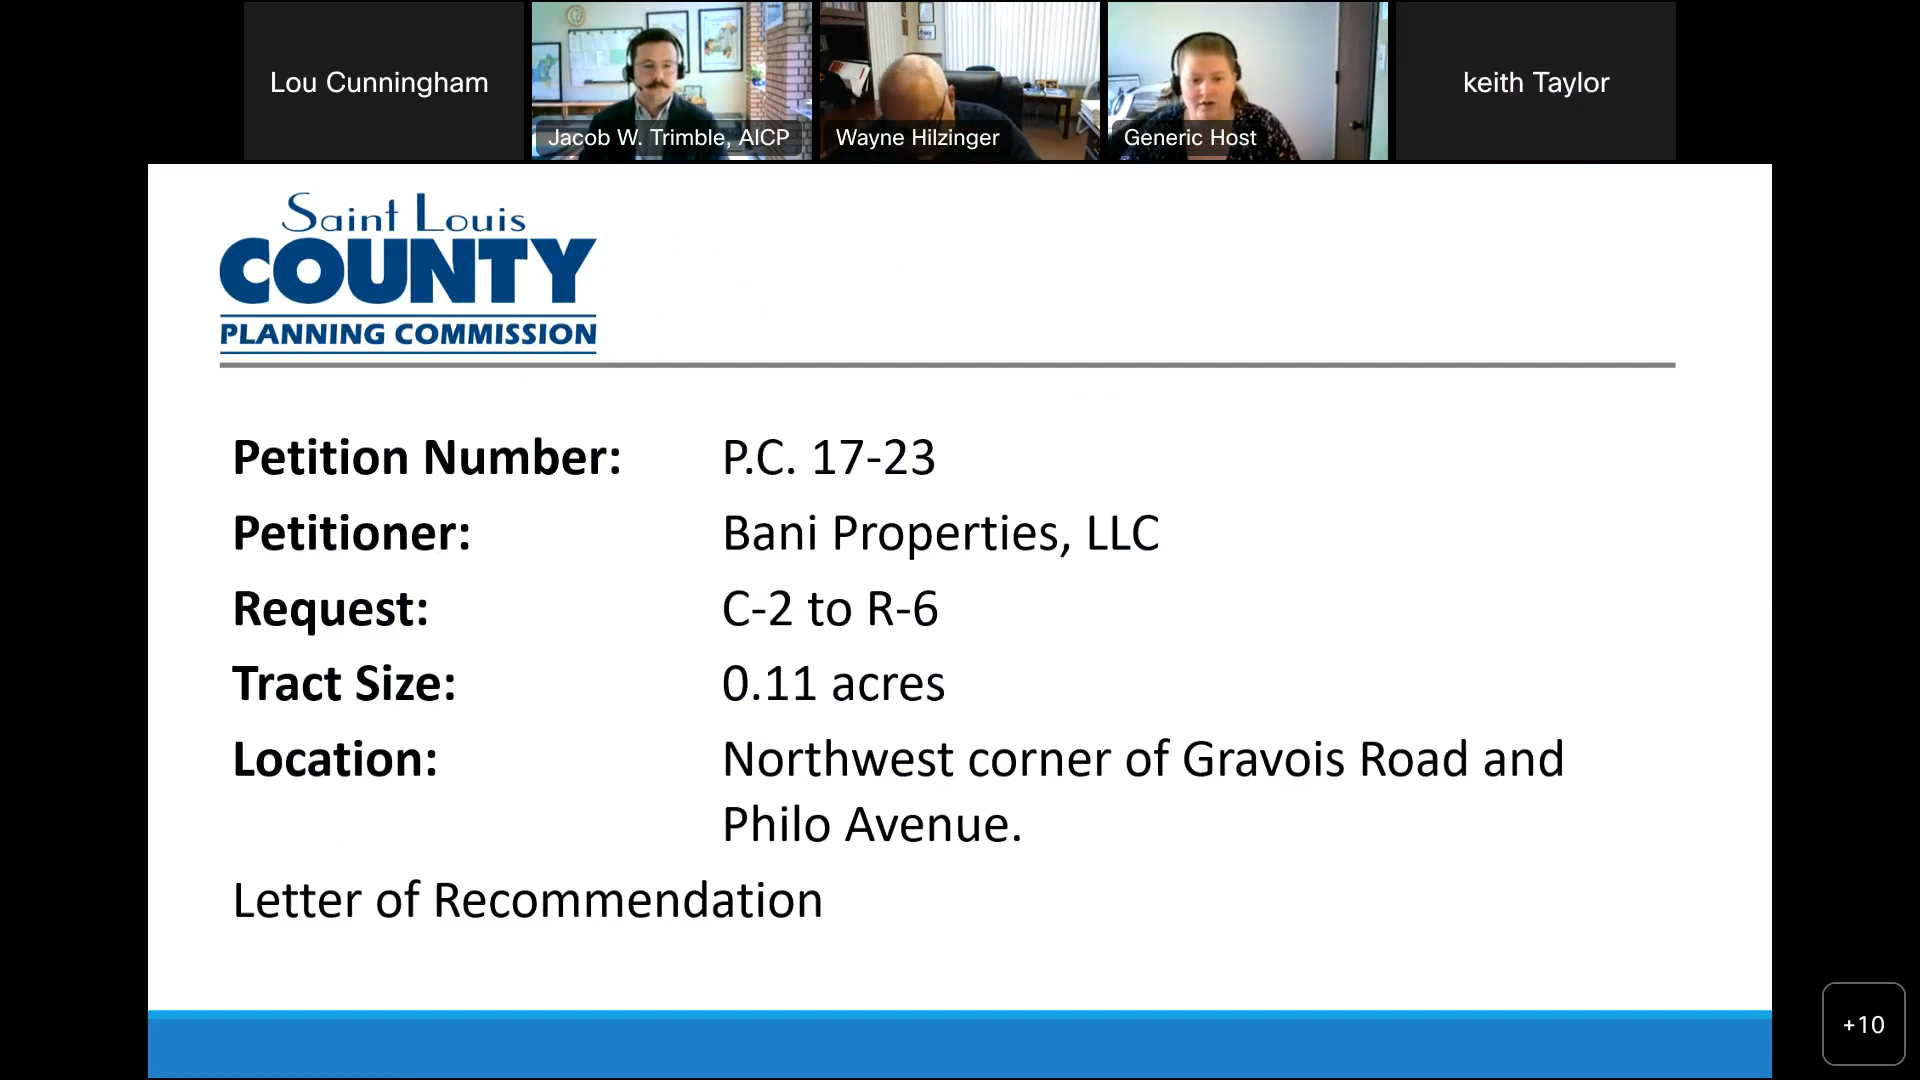 Lou Cunningham
Jacob W. Trimble, AICP
Wayne Hilzinger
Generic Host
keith Taylor
Saint Louis
COUNTY
PLANNING COMMISSION
Petition Number: P.C. 17-23
Petitioner: Bani Properties, LLC
Request: C-2 to R-6
Tract Size: 0.11 acres
Location: Northwest corner of Gravois Road and
Philo Avenue.
Letter of Recommendation
+10